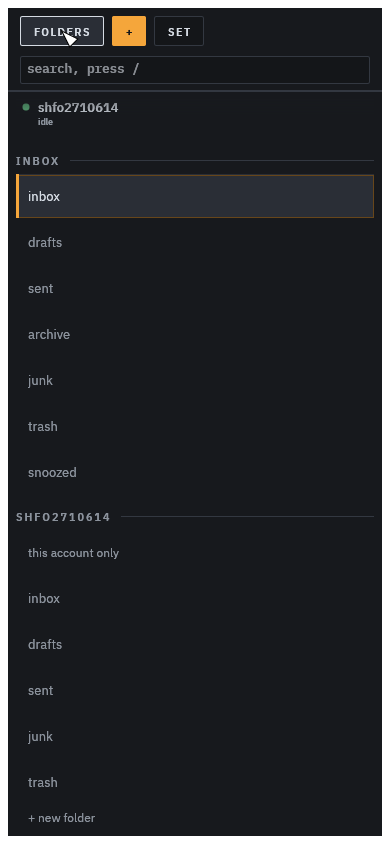 FOLDERS + SET
search, press /
shfo2710614
idle
INBOX
inbox
drafts
sent
archive
junk
trash
snoozed
SHFO2710614
this account only
inbox
drafts
sent
junk
trash
+ new folder